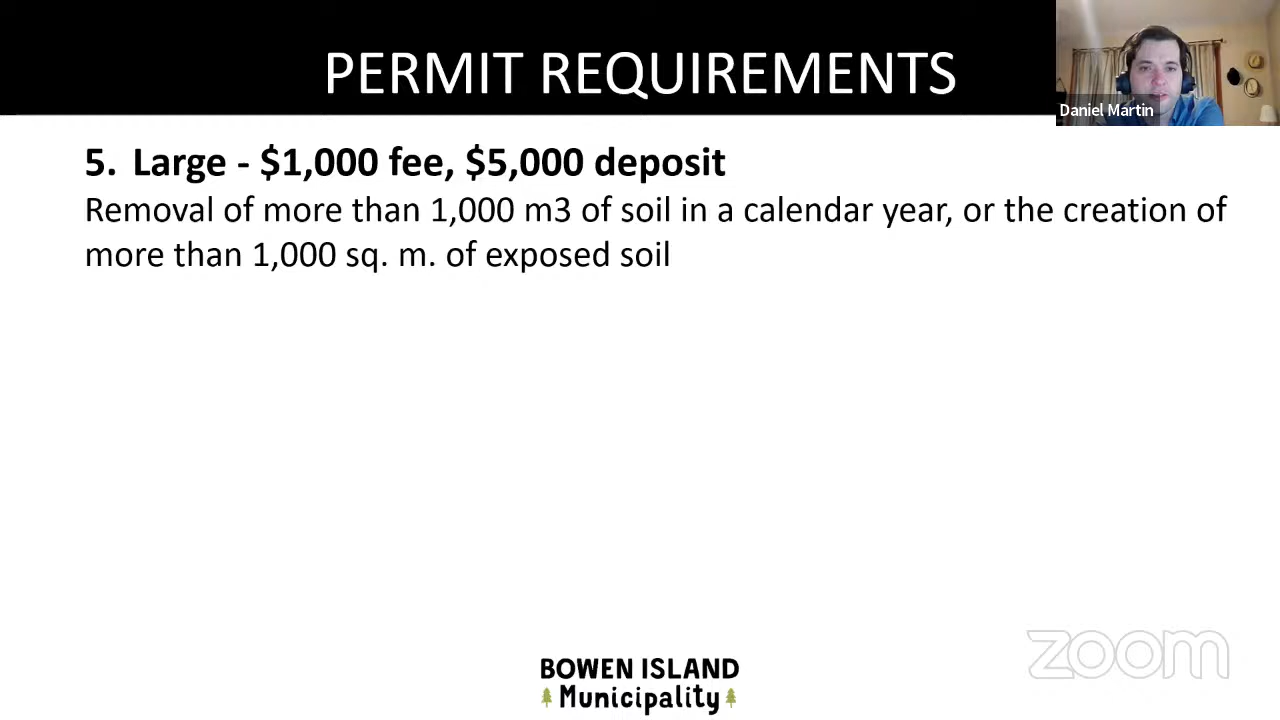 PERMIT REQUIREMENTS
Daniel Martin
5. Large - $1,000 fee, $5,000 deposit
Removal of more than 1,000 m3 of soil in a calendar year, or the creation of
more than 1,000 sq. m. of exposed soil
zoom
BOWEN ISLAND
Municipality